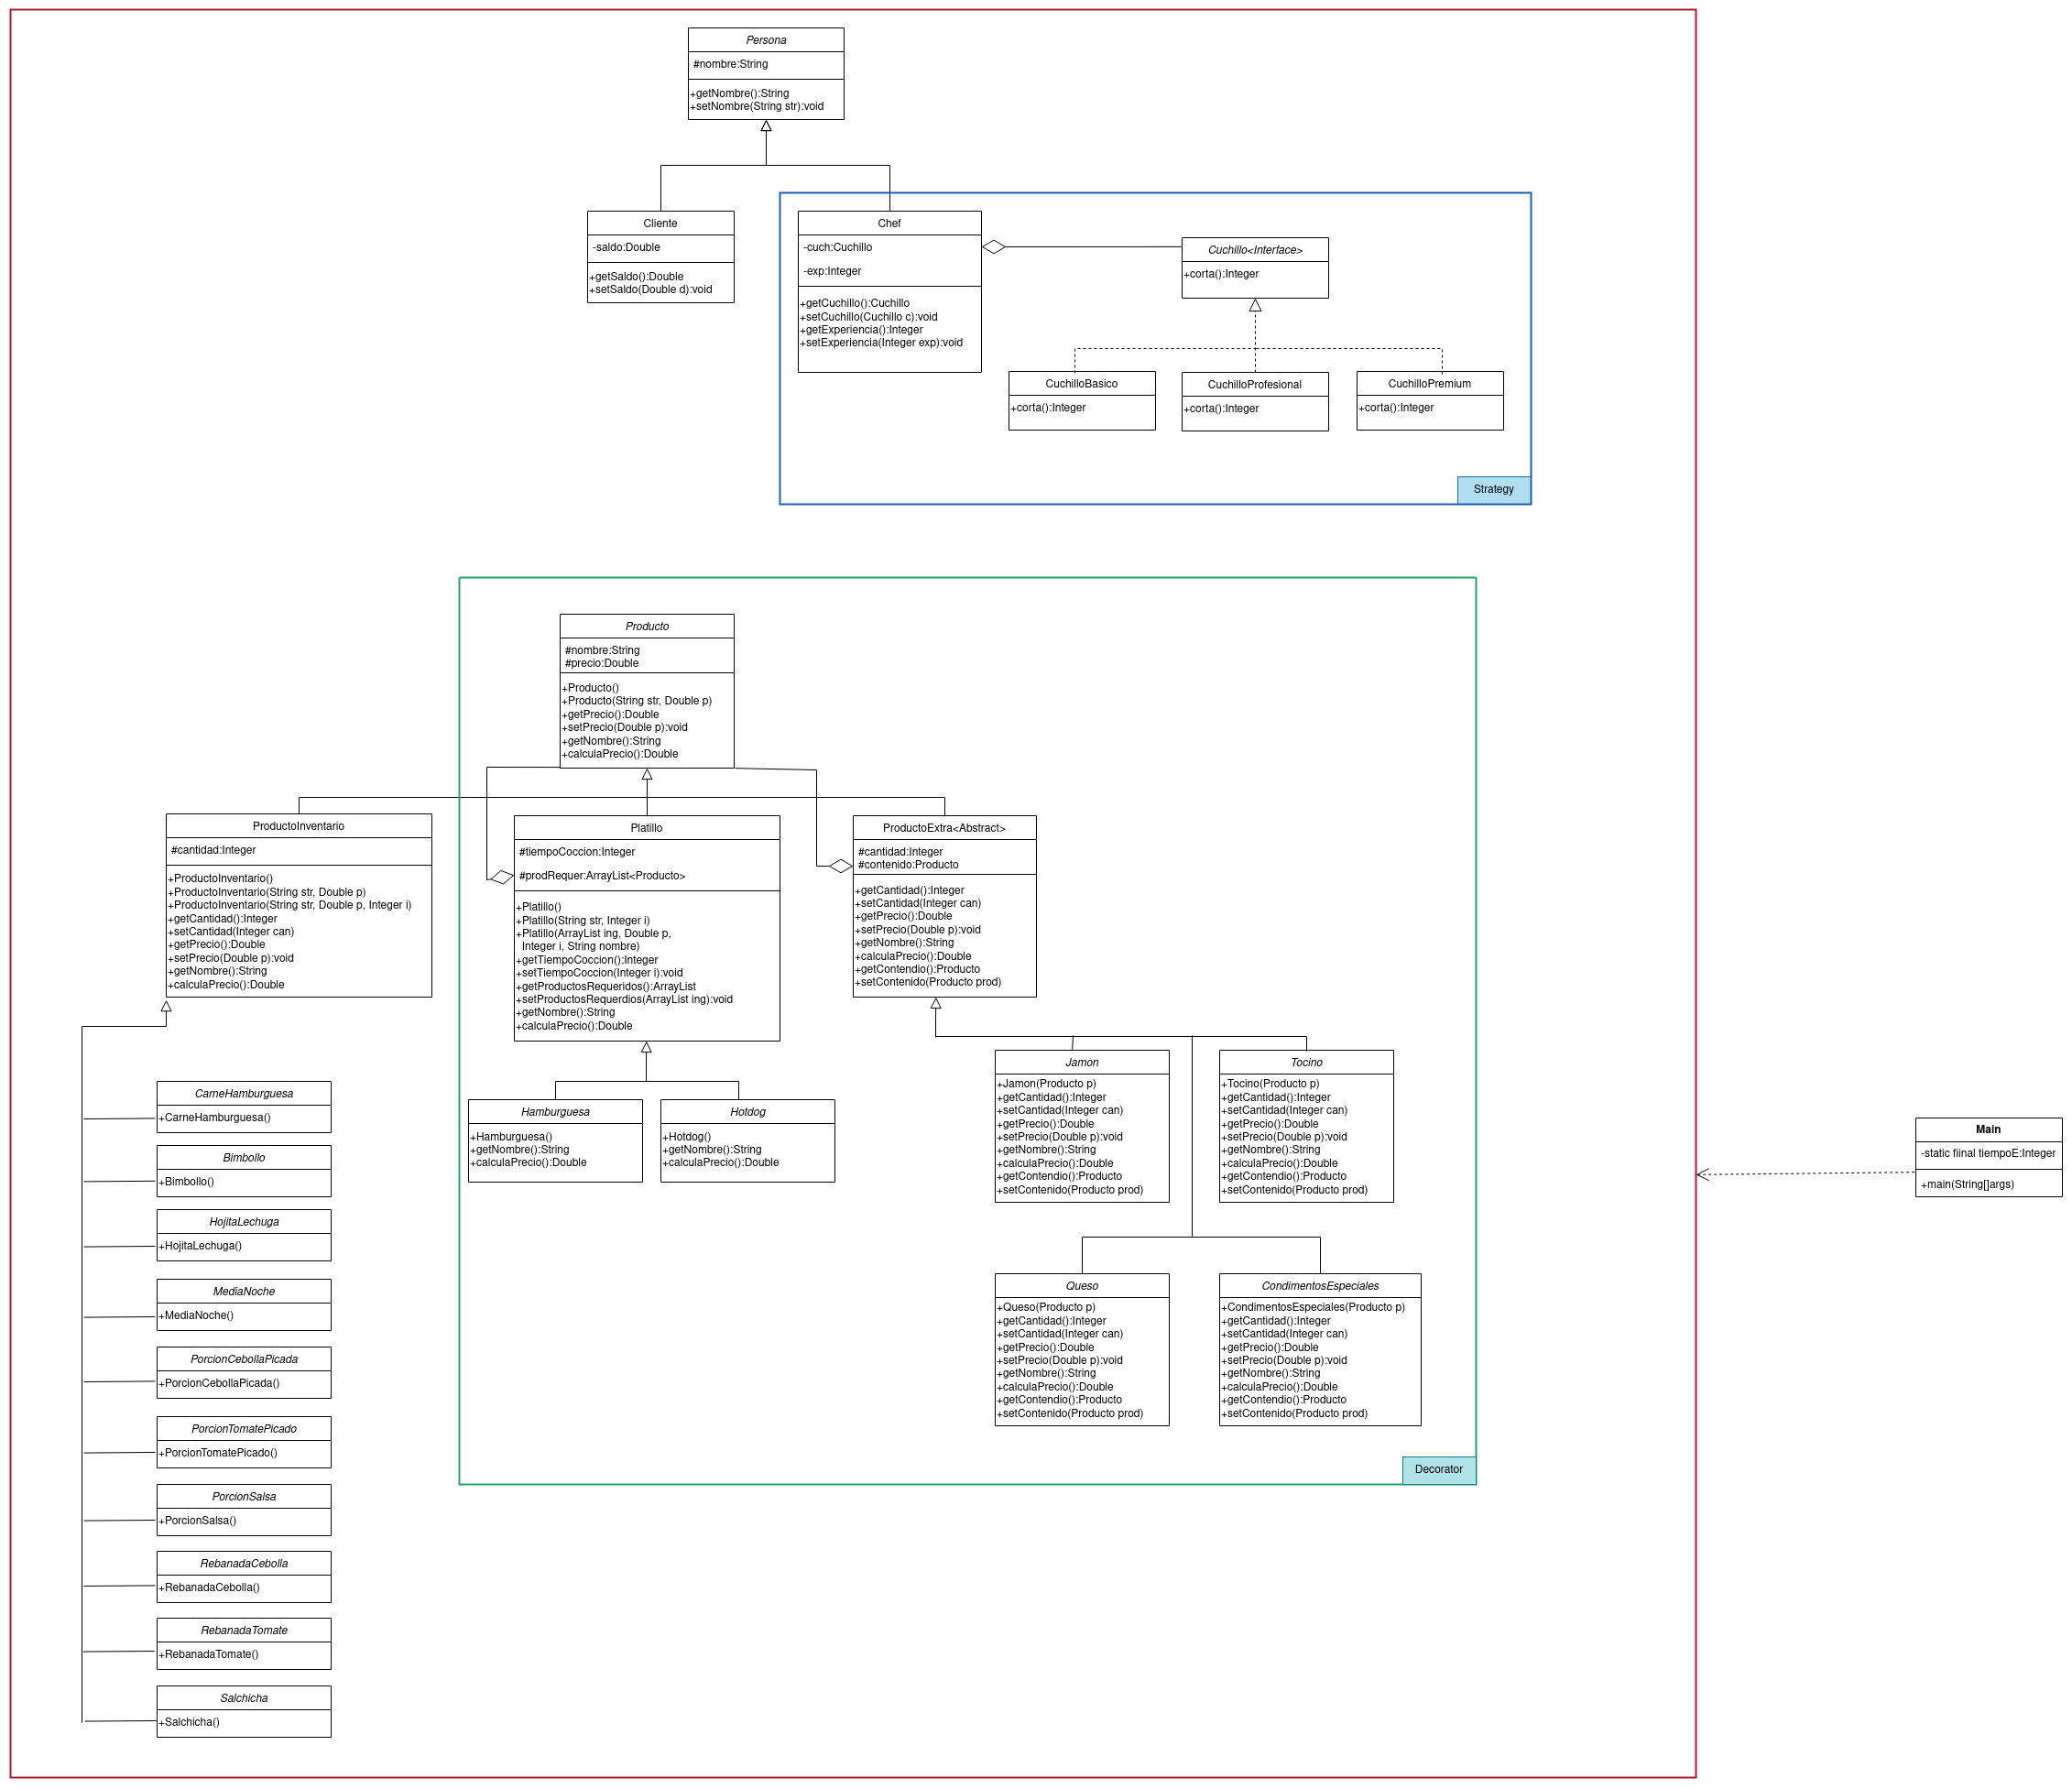 Persona
#nombre:String
+getNombre():String
+setNombre(String str):void
Cliente
-saldo:Double
+getSaldo():Double
+setSaldo(Double d):void
Chef
-cuch:Cuchillo
-exp:Integer
+getCuchillo():Cuchillo
+setCuchillo(Cuchillo c):void
+getExperiencia():Integer
+setExperiencia(Integer exp):void
Cuchillo<Interface>
+corta():Integer
CuchilloBasico
+corta():Integer
CuchilloProfesional
+corta():Integer
CuchilloPremium
+corta():Integer
Strategy
Producto
#nombre:String
#precio:Double
+Producto()
+Producto(String str, Double p)
+getPrecio():Double
+setPrecio(Double p):void
+getNombre():String
+calculaPrecio():Double
ProductoInventario
#cantidad:Integer
+ProductoInventario()
+ProductoInventario(String str, Double p)
+ProductoInventario(String str, Double p, Integer i)
+getCantidad():Integer
+setCantidad(Integer can)
+getPrecio():Double
+setPrecio(Double p):void
+getNombre():String
+calculaPrecio():Double
Platillo
#tiempoCoccion:Integer
#prodRequer:ArrayList<Producto>
+Platillo()
+Platillo(String str, Integer i)
+Platillo(ArrayList ing, Double p,
Integer i, String nombre)
+getTiempoCoccion():Integer
+setTiempoCoccion(Integer i):void
+getProductosRequeridos():ArrayList
+setProductosRequerdios(ArrayList ing):void
+getNombre():String
+calculaPrecio():Double
ProductoExtra<Abstract>
#cantidad:Integer
#contenido:Producto
+getCantidad():Integer
+setCantidad(Integer can)
+getPrecio():Double
+setPrecio(Double p):void
+getNombre():String
+calculaPrecio():Double
+getContendio():Producto
+setContenido(Producto prod)
CarneHamburguesa
+CarneHamburguesa()
Bimbollo
+Bimbollo()
HojitaLechuga
+HojitaLechuga()
MediaNoche
+MediaNoche()
PorcionCebollaPicada
+PorcionCebollaPicada()
PorcionTomatePicado
+PorcionTomatePicado()
PorcionSalsa
+PorcionSalsa()
RebanadaCebolla
+RebanadaCebolla()
RebanadaTomate
+RebanadaTomate()
Salchicha
+Salchicha()
Hamburguesa
+Hamburguesa()
+getNombre():String
+calculaPrecio():Double
Hotdog
+Hotdog()
+getNombre():String
+calculaPrecio():Double
Jamon
+Jamon(Producto p)
+getCantidad():Integer
+setCantidad(Integer can)
+getPrecio():Double
+setPrecio(Double p):void
+getNombre():String
+calculaPrecio():Double
+getContendio():Producto
+setContenido(Producto prod)
Tocino
+Tocino(Producto p)
+getCantidad():Integer
+setCantidad(Integer can)
+getPrecio():Double
+setPrecio(Double p):void
+getNombre():String
+calculaPrecio():Double
+getContendio():Producto
+setContenido(Producto prod)
Queso
+Queso(Producto p)
+getCantidad():Integer
+setCantidad(Integer can)
+getPrecio():Double
+setPrecio(Double p):void
+getNombre():String
+calculaPrecio():Double
+getContendio():Producto
+setContenido(Producto prod)
CondimentosEspeciales
+CondimentosEspeciales(Producto p)
+getCantidad():Integer
+setCantidad(Integer can)
+getPrecio():Double
+setPrecio(Double p):void
+getNombre():String
+calculaPrecio():Double
+getContendio():Producto
+setContenido(Producto prod)
Decorator
Main
-static fiinal tiempoE:Integer
+main(String[]args)